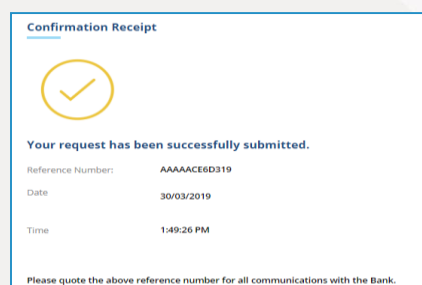 Confirmation Receipt
Your request has been successfully submitted.
Reference Number: AAAAACE6D319
Date 30/03/2019
Time 1:49:26 PM
Please quote the above reference number for all communications with the Bank.